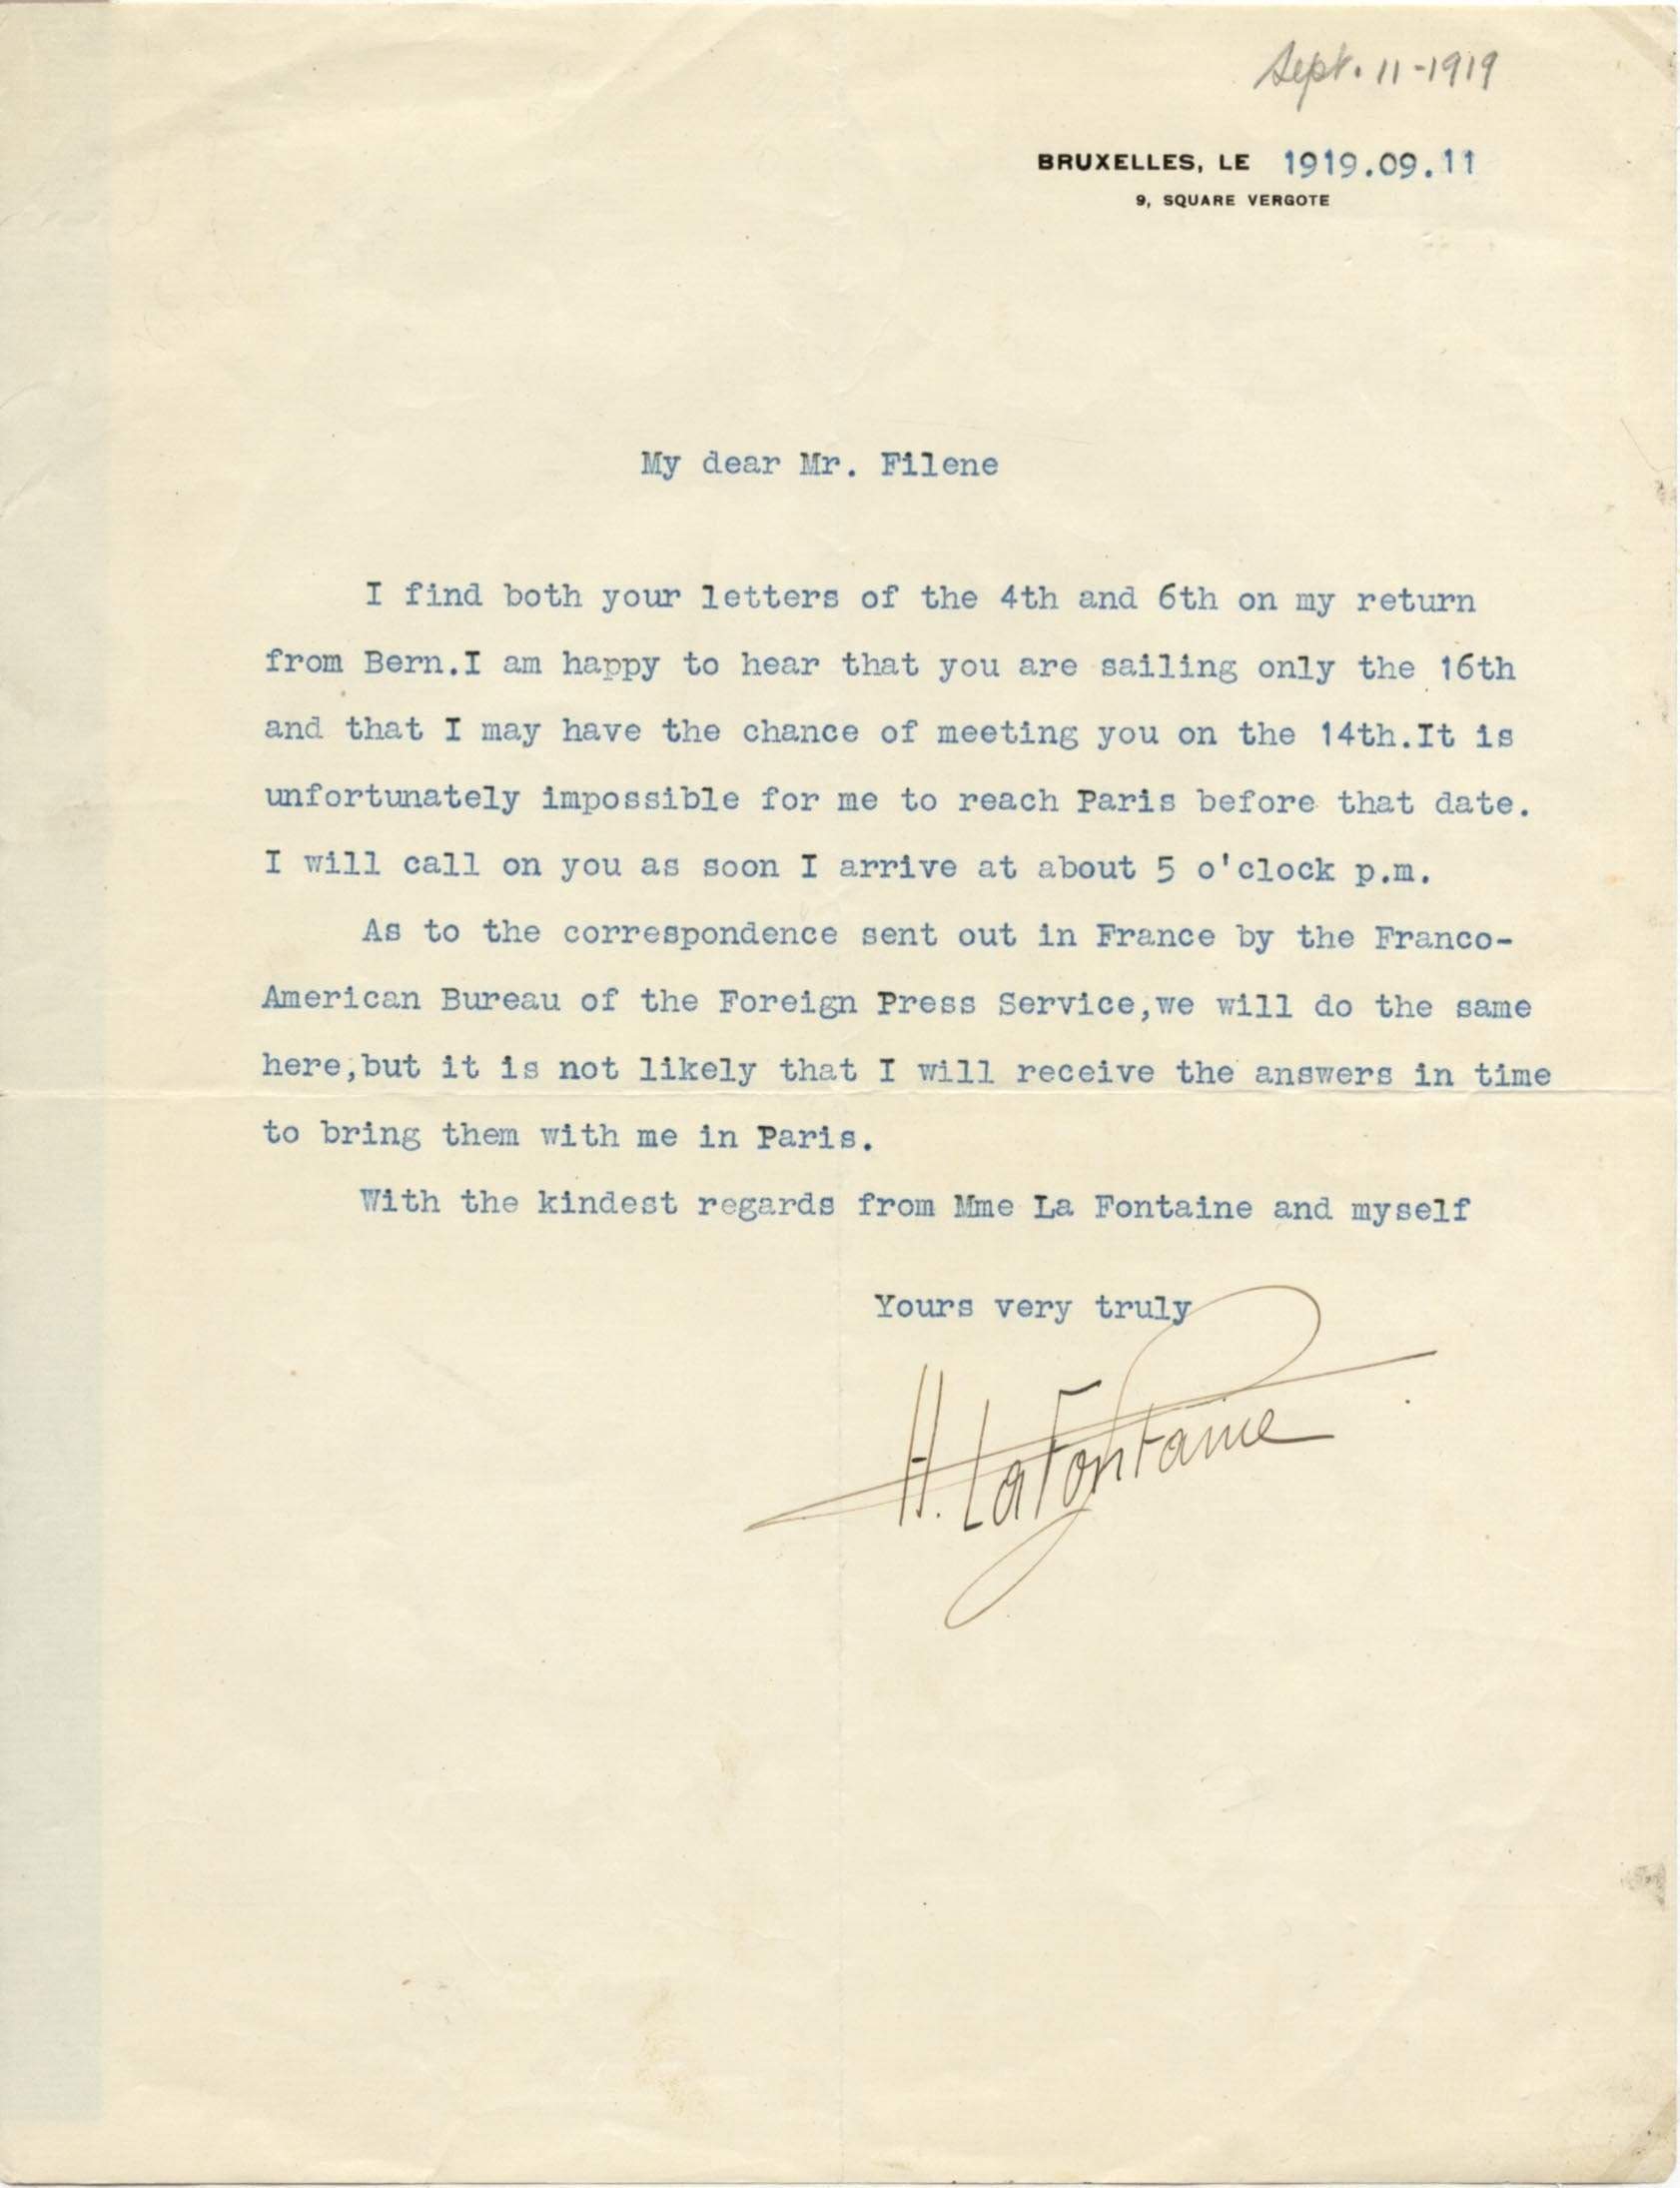 Sept. 11-1919
BRUXELLES, LE 1919.09.11
9, SQUARE VERGOTE
My dear Mr. Filene
I find both your letters of the 4th and 6th on my return
from Bern.I am happy to hear that you are sailing only the 16th
and that I may have the chance of meeting you on the 14th.It is
unfortunately impossible for me to reach Paris before that date.
I will call on you as soon I arrive at about 5 o'clock p.m.
As to the correspondence sent out in France by the Franco-
American Bureau of the Foreign Press Service,we will do the same
here,but it is not likely that I will receive the answers in time
to bring them with me in Paris.
With the kindest regards from Mme La Fontaine and myself
Yours very truly
H. LaFontaine